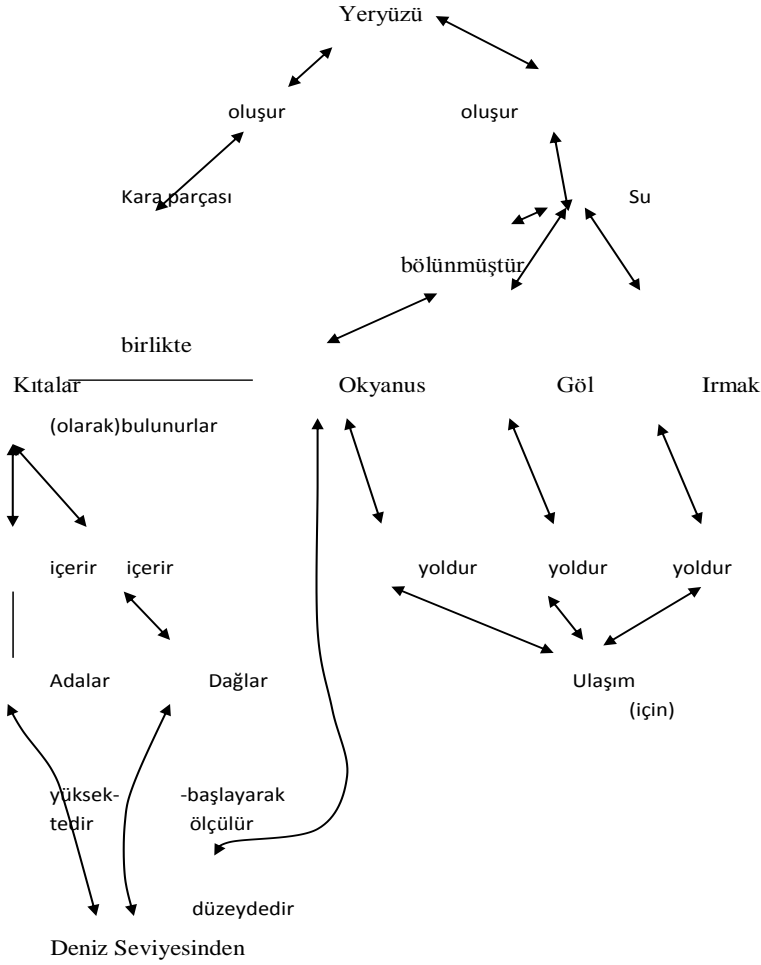 Yeryüzü
oluşur oluşur
Kara parçası Su
bölünmüştür
birlikte
Kıtalar Okyanus Göl Irmak
(olarak)bulunurlar
içerir içerir yoldur yoldur yoldur
Adalar Dağlar Ulaşım
(için)
yüksek- -başlayarak
tedir ölçülür
düzeydedir
Deniz Seviyesinden